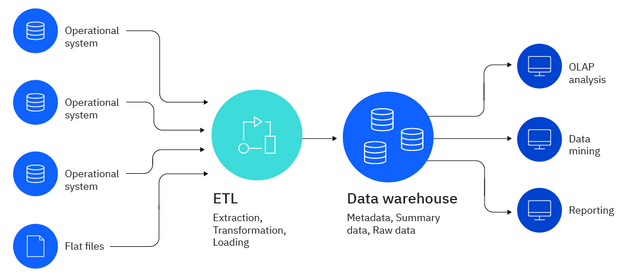 Operational
system
Operational
system
Operational
system
Flat files
ETL
Extraction,
Transformation,
Loading
Data warehouse
Metadata, Summary
data, Raw data
OLAP
analysis
Data
mining
Reporting